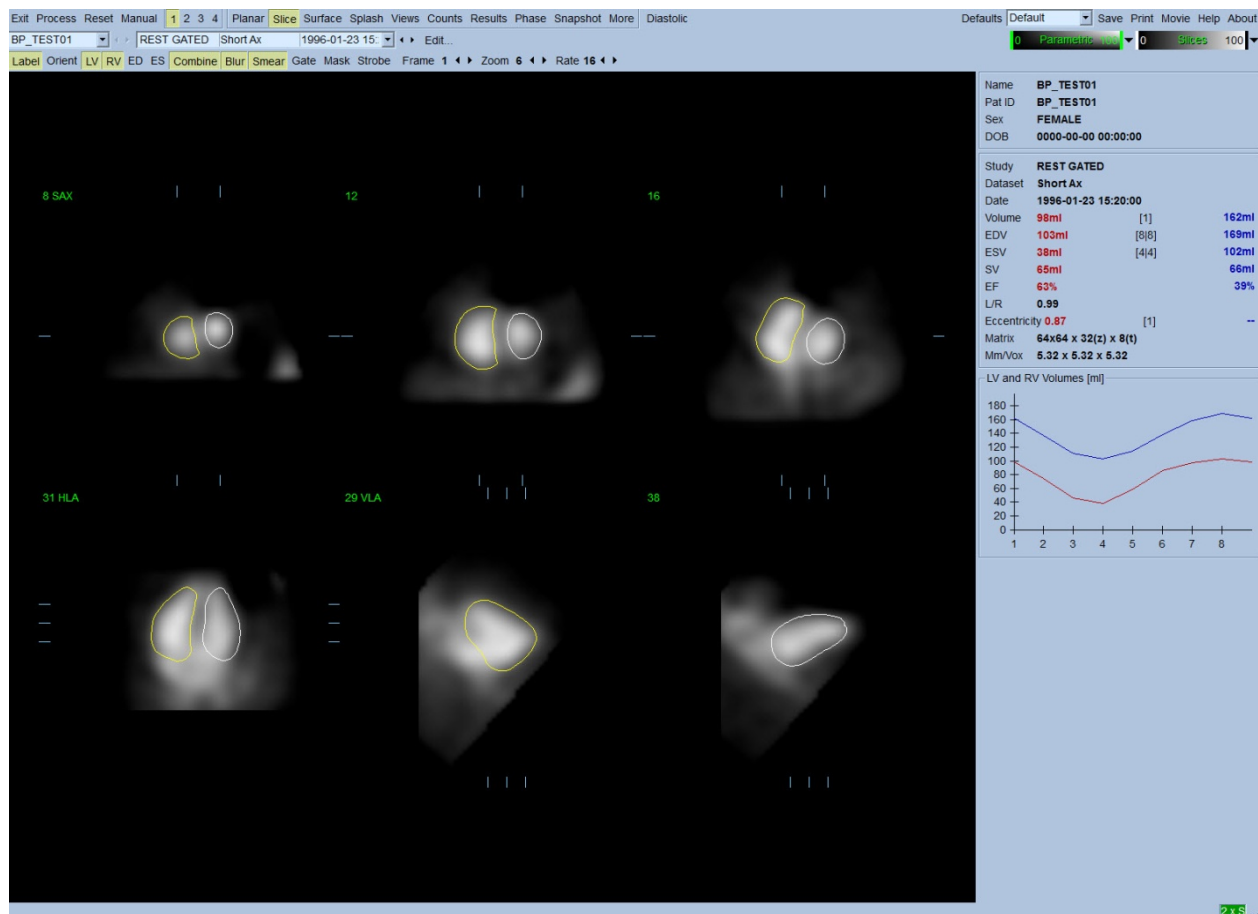 Exit Process Reset Manual 1 2 3 4 Planar Slice Surface Splash Views Counts Results Phase Snapshot More Diastolic Defaults Default Save Print Movie Help About
BP_TEST01 REST GATED Short Ax 1996-01-23 15: Edit... 0 Parametric 100 0 Slices 100
Label Orient LV RV ED ES Combine Blur Smear Gate Mask Strobe Frame 1 Zoom 6 Rate 16
Name BP_TEST01
Pat ID BP_TEST01
Sex FEMALE
DOB 0000-00-00 00:00:00
Study REST GATED
Dataset Short Ax
Date 1996-01-23 15:20:00
Volume 98ml [1] 162ml
EDV 103ml [8|8] 169ml
ESV 38ml [4|4] 102ml
SV 65ml 66ml
EF 63% 39%
L/R 0.99
Eccentricity 0.87 [1] --
Matrix 64x64 x 32(z) x 8(t)
Mm/Vox 5.32 x 5.32 x 5.32
LV and RV Volumes [ml]
180
160
140
120
100
80
60
40
20
0
1 2 3 4 5 6 7 8
8 SAX 12 16
31 HLA 29 VLA 38
2 x S